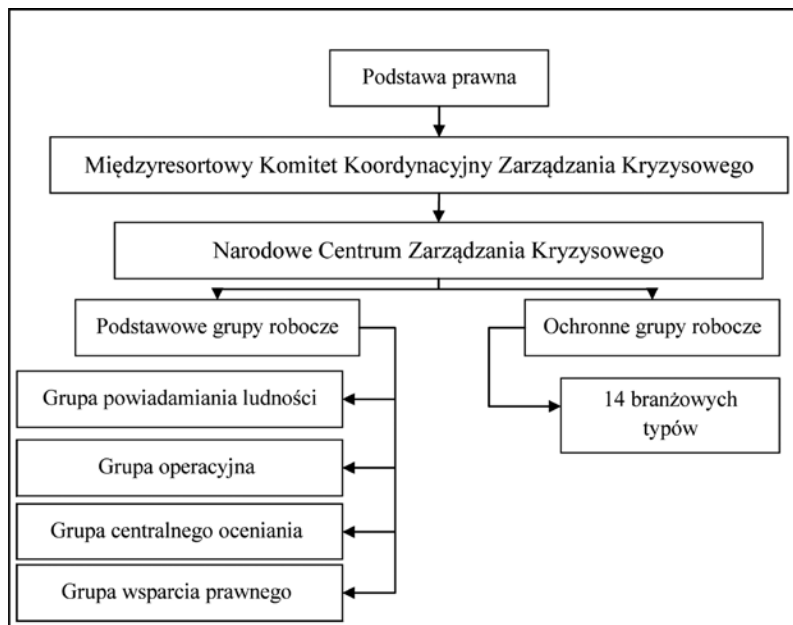 Podstawa prawna
Międzyresortowy Komitet Koordynacyjny Zarządzania Kryzysowego
Narodowe Centrum Zarządzania Kryzysowego
Podstawowe grupy robocze
Ochronne grupy robocze
Grupa powiadamiania ludności
14 branżowych
typów
Grupa operacyjna
Grupa centralnego oceniania
Grupa wsparcia prawnego